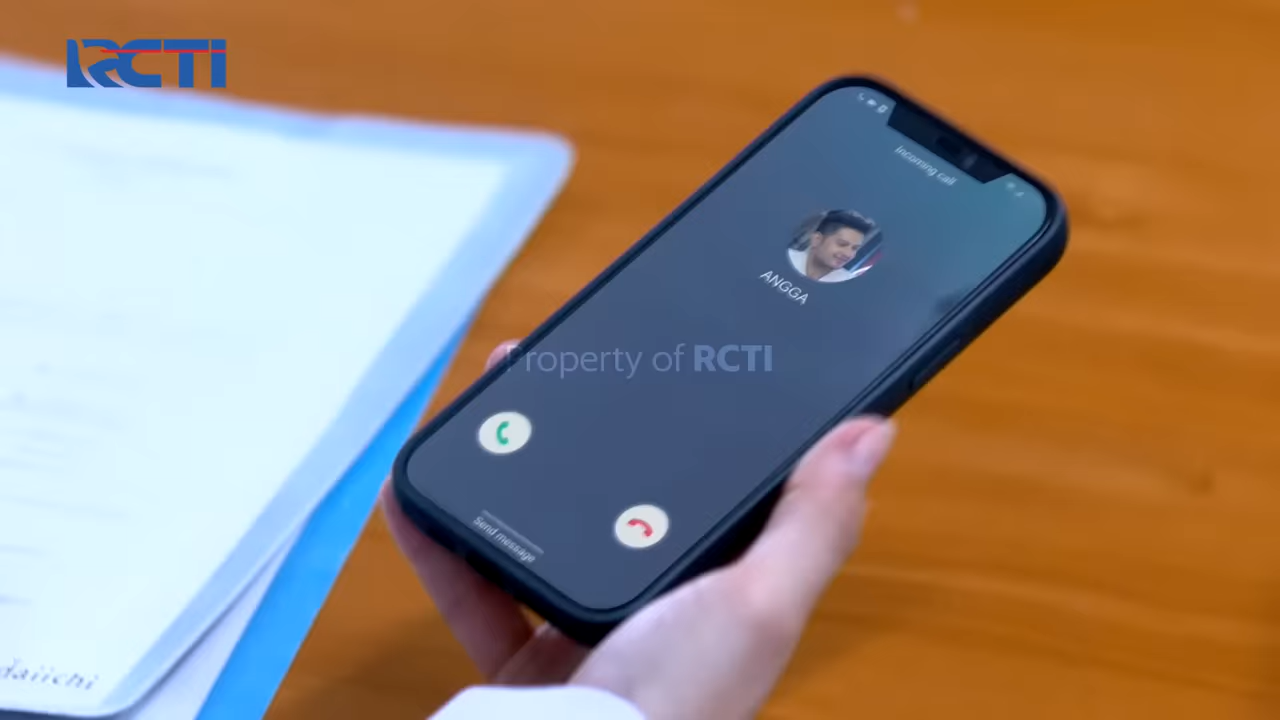 RCTI
Incoming call
ANGGA
Property of RCTI
Send message
daiichi